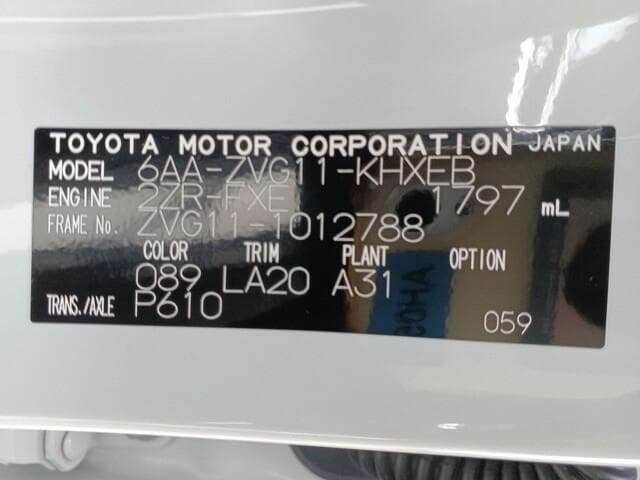 TOYOTA MOTOR CORPORATION JAPAN
MODEL 6AA-ZVG11-KHXEB
ENGINE 2ZR-FXE 1797 mL
FRAME No. ZVG11-1012788
COLOR TRIM PLANT OPTION
089 LA20 A31
TRANS./AXLE P610
059